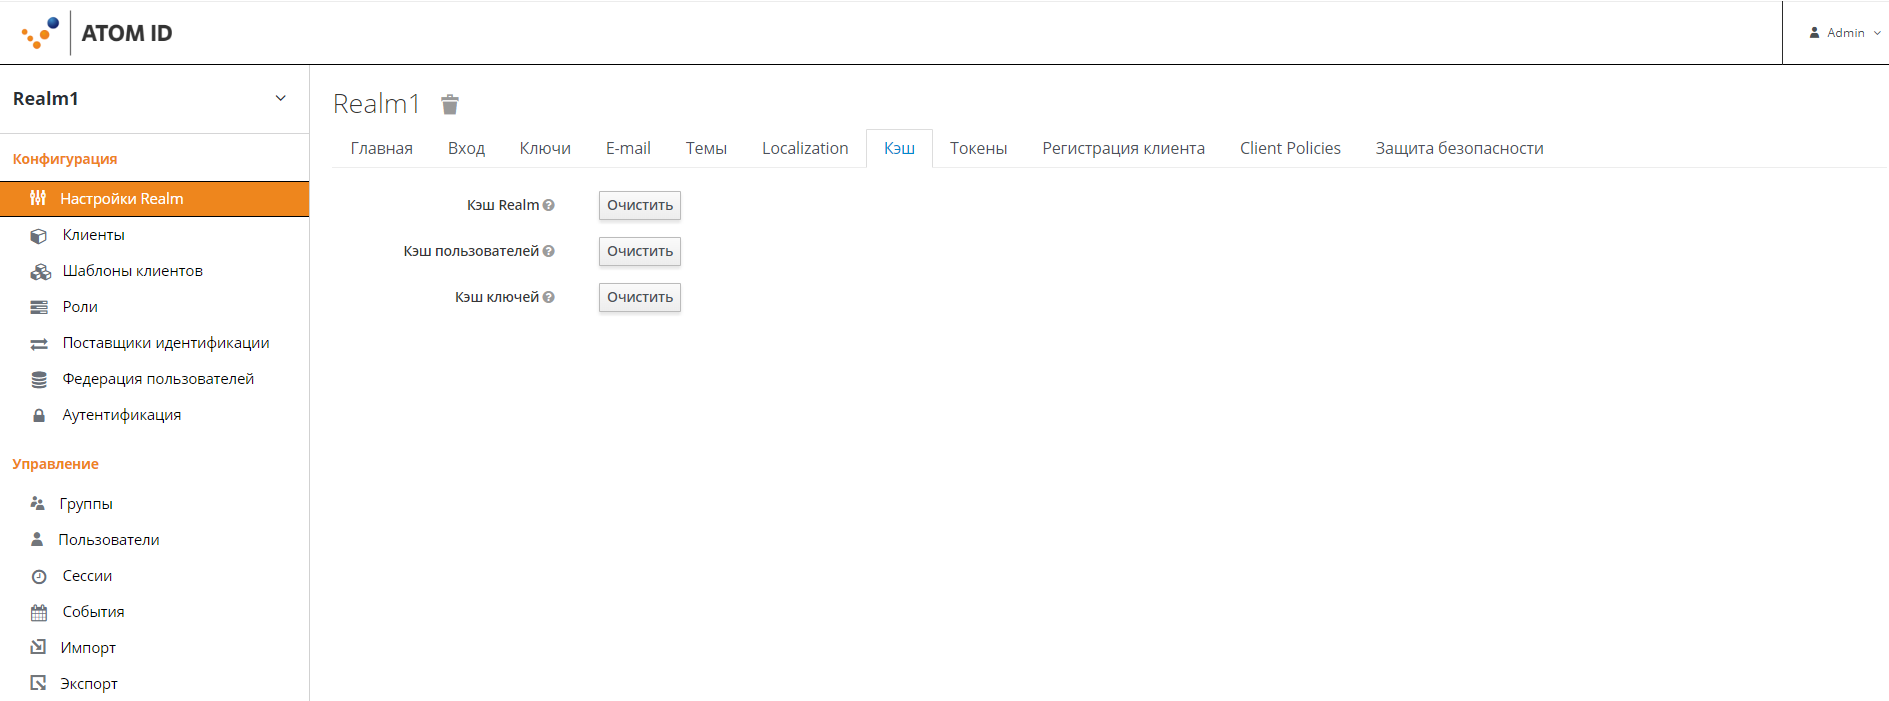 ATOM ID
Admin
Realm1
Конфигурация
Настройки Realm
Клиенты
Шаблоны клиентов
Роли
Поставщики идентификации
Федерация пользователей
Аутентификация
Управление
Группы
Пользователи
Сессии
События
Импорт
Экспорт
Realm1
Главная Вход Ключи E-mail Темы Localization Кэш Токены Регистрация клиента Client Policies Защита безопасности
Кэш Realm ? Очистить
Кэш пользователей ? Очистить
Кэш ключей ? Очистить